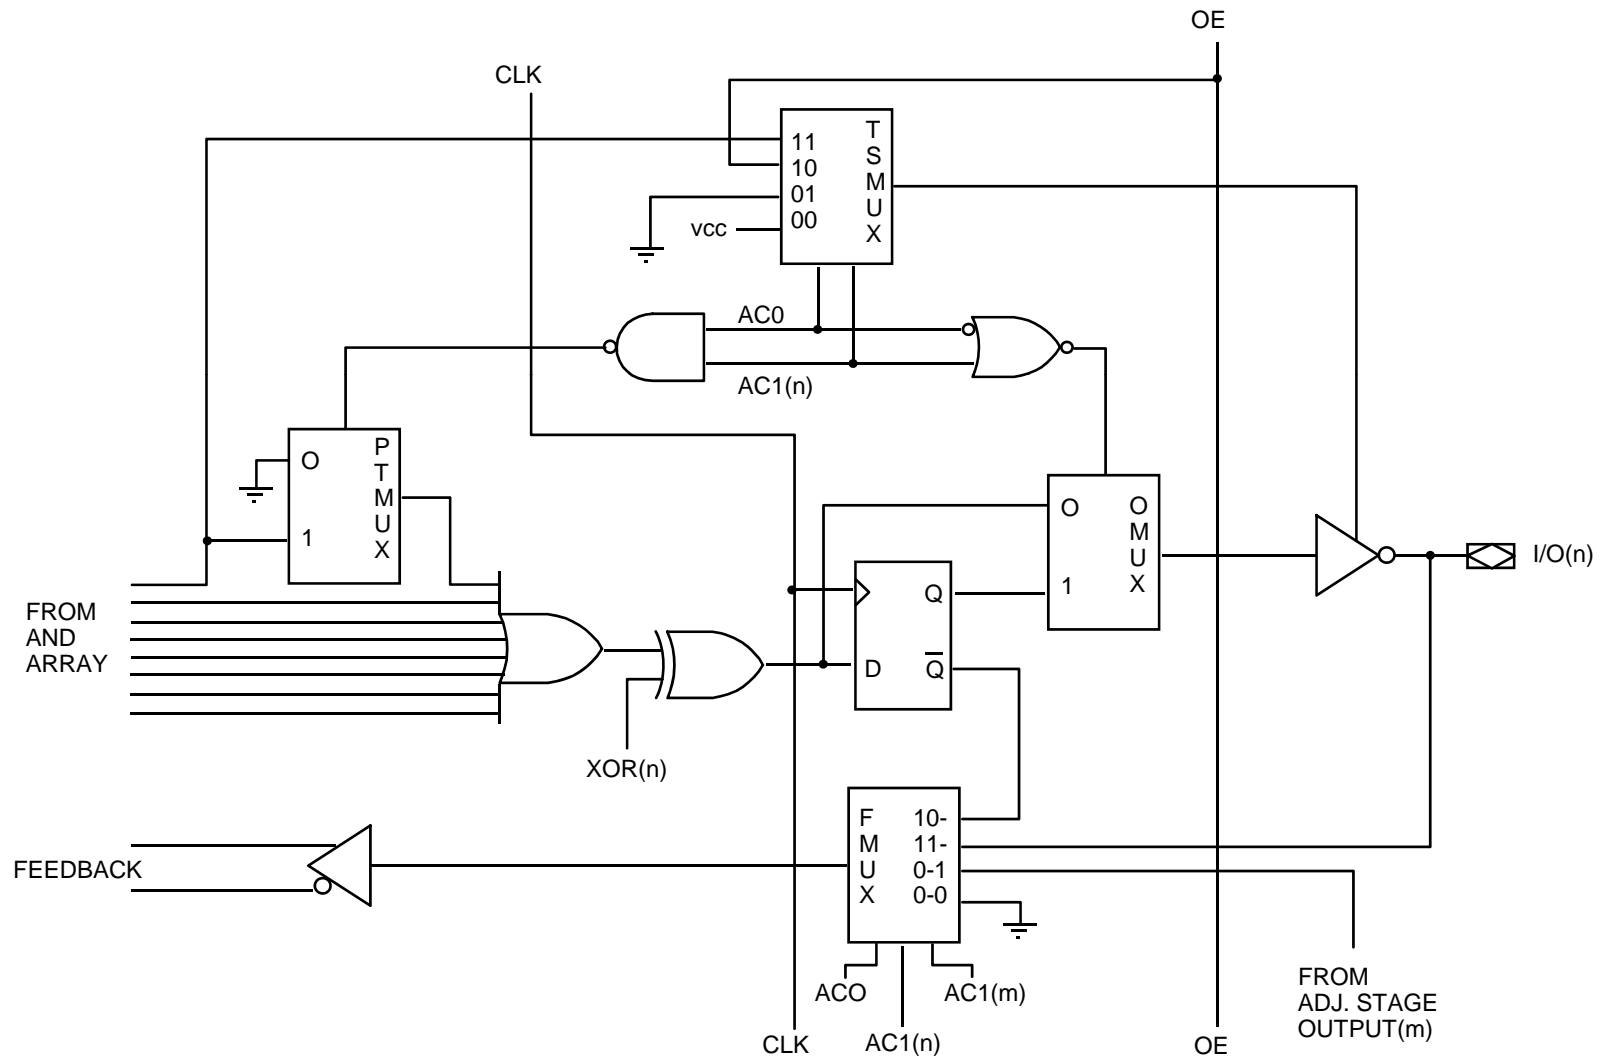 OE
CLK
11
10
01
00
T
S
M
U
X
vcc
AC0
AC1(n)
O
1
P
T
M
U
X
O
1
O
M
U
X
I/O(n)
FROM
AND
ARRAY
Q
D
Q
XOR(n)
F
M
U
X
10-
11-
0-1
0-0
FEEDBACK
ACO
AC1(m)
AC1(n)
CLK
FROM
ADJ. STAGE
OUTPUT(m)
OE